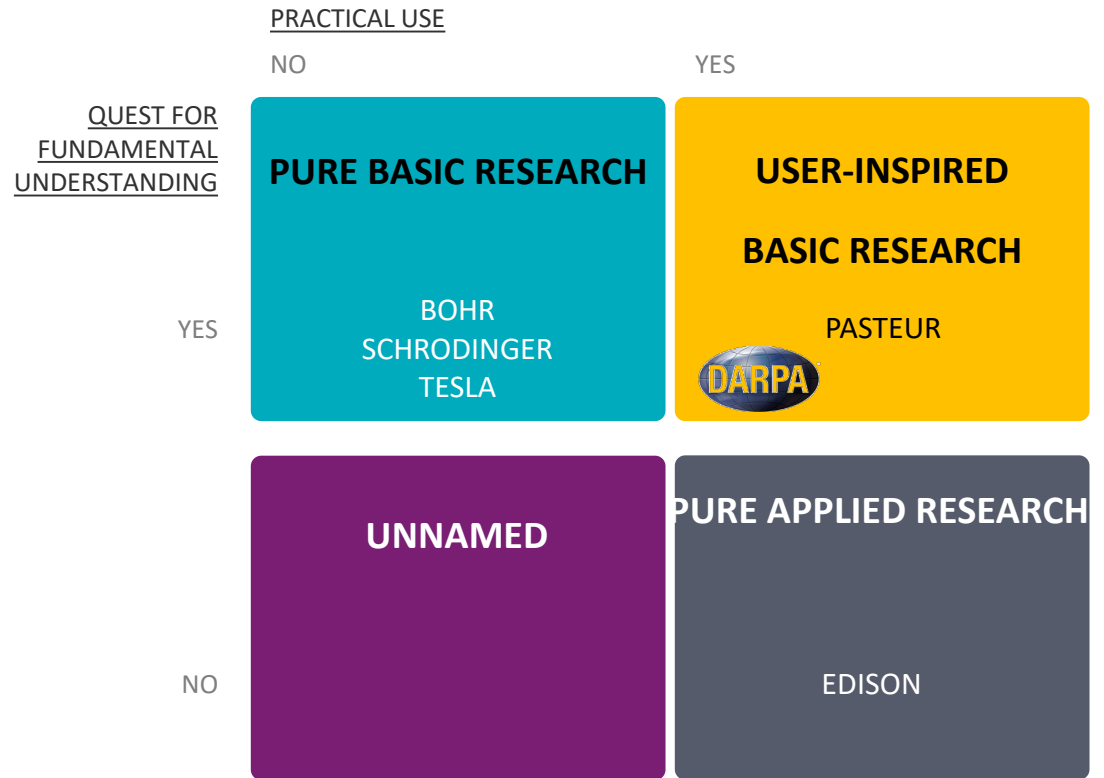 PRACTICAL USE
NO
YES
QUEST FOR
FUNDAMENTAL
UNDERSTANDING
YES
PURE BASIC RESEARCH
BOHR
SCHRODINGER
TESLA
USER-INSPIRED
BASIC RESEARCH
PASTEUR
DARPA
NO
UNNAMED
PURE APPLIED RESEARCH
EDISON